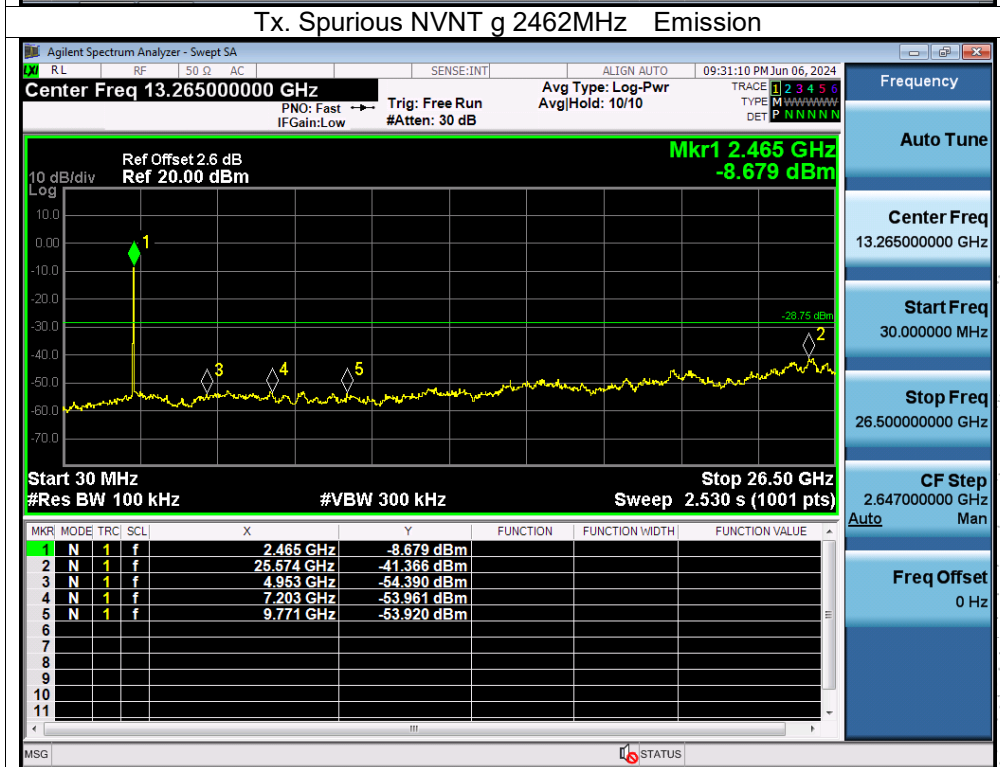 Tx. Spurious NVNT g 2462MHz Emission
Agilent Spectrum Analyzer - Swept SA
LXI RL RF 50 Ω AC SENSE:INT ALIGN AUTO 09:31:10 PM Jun 06, 2024
Center Freq 13.265000000 GHz
PNO: Fast
IFGain:Low
Trig: Free Run
#Atten: 30 dB
Avg Type: Log-Pwr
Avg|Hold: 10/10
TRACE 1 2 3 4 5 6
TYPE M WWWWW
DET P N N N N N
Frequency
Auto Tune
Center Freq
13.265000000 GHz
Start Freq
30.000000 MHz
Stop Freq
26.500000000 GHz
CF Step
2.647000000 GHz
Auto Man
Freq Offset
0 Hz
Mkr1 2.465 GHz
-8.679 dBm
Ref Offset 2.6 dB
10 dB/div Ref 20.00 dBm
Log
10.0
0.00
-10.0
-20.0
-30.0
-40.0
-50.0
-60.0
-70.0
1
-28.75 dBm
2
3
4
5
Start 30 MHz Stop 26.50 GHz
#Res BW 100 kHz #VBW 300 kHz Sweep 2.530 s (1001 pts)
MKR MODE TRC SCL X Y FUNCTION FUNCTION WIDTH FUNCTION VALUE
1 N 1 f 2.465 GHz -8.679 dBm
2 N 1 f 25.574 GHz -41.366 dBm
3 N 1 f 4.953 GHz -54.390 dBm
4 N 1 f 7.203 GHz -53.961 dBm
5 N 1 f 9.771 GHz -53.920 dBm
6
7
8
9
10
11
MSG STATUS